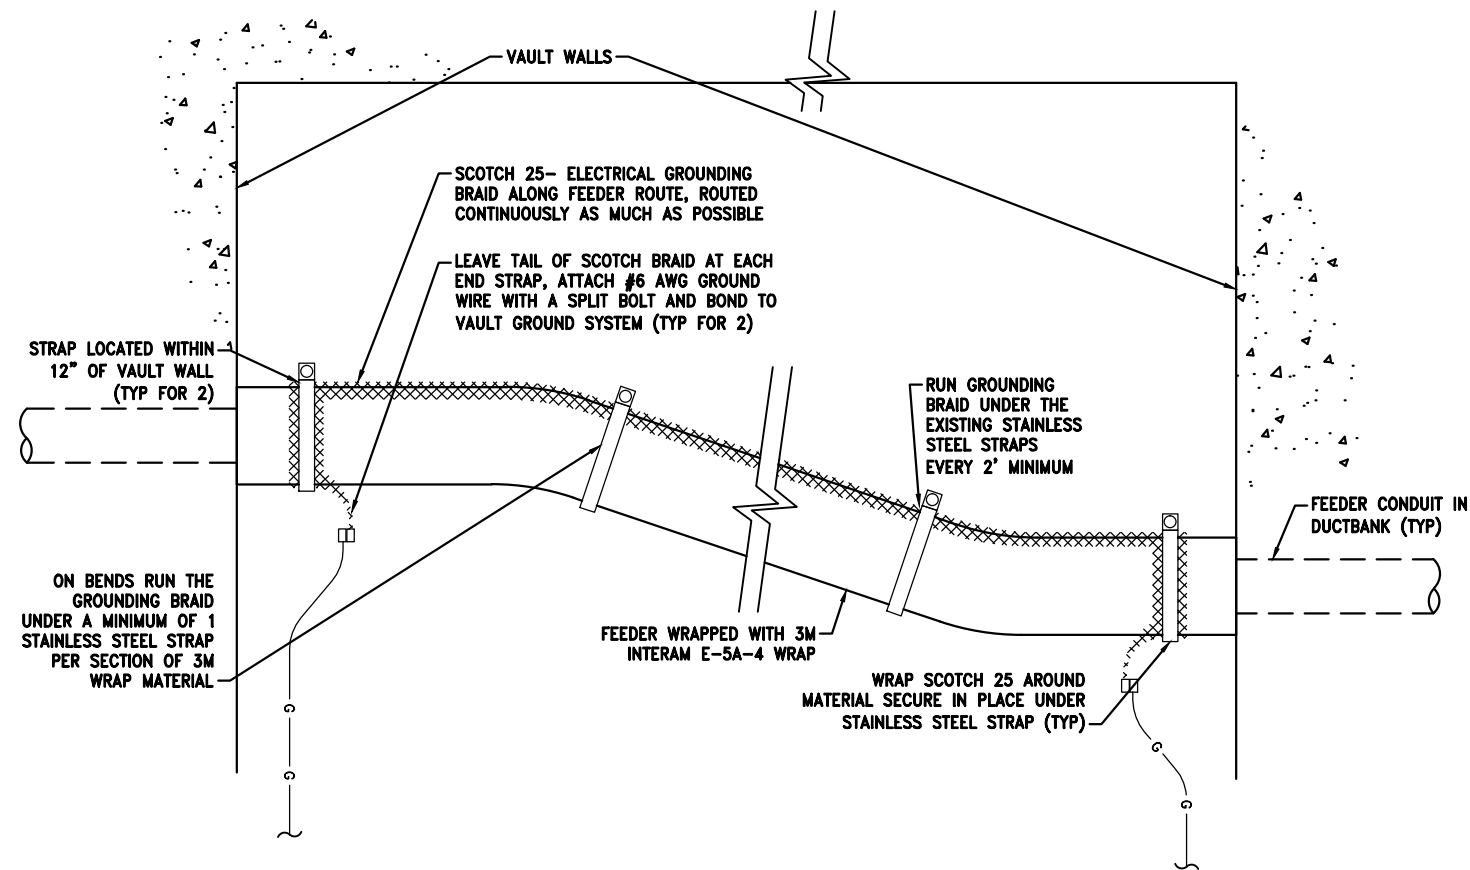 VAULT WALLS
SCOTCH 25- ELECTRICAL GROUNDING
BRAID ALONG FEEDER ROUTE, ROUTED
CONTINUOUSLY AS MUCH AS POSSIBLE
LEAVE TAIL OF SCOTCH BRAID AT EACH
END STRAP, ATTACH #6 AWG GROUND
WIRE WITH A SPLIT BOLT AND BOND TO
VAULT GROUND SYSTEM (TYP FOR 2)
STRAP LOCATED WITHIN
12" OF VAULT WALL
(TYP FOR 2)
RUN GROUNDING
BRAID UNDER THE
EXISTING STAINLESS
STEEL STRAPS
EVERY 2' MINIMUM
FEEDER CONDUIT IN
DUCTBANK (TYP)
ON BENDS RUN THE
GROUNDING BRAID
UNDER A MINIMUM OF 1
STAINLESS STEEL STRAP
PER SECTION OF 3M
WRAP MATERIAL
FEEDER WRAPPED WITH 3M
INTERAM E-5A-4 WRAP
WRAP SCOTCH 25 AROUND
MATERIAL SECURE IN PLACE UNDER
STAINLESS STEEL STRAP (TYP)
G
G
G
G